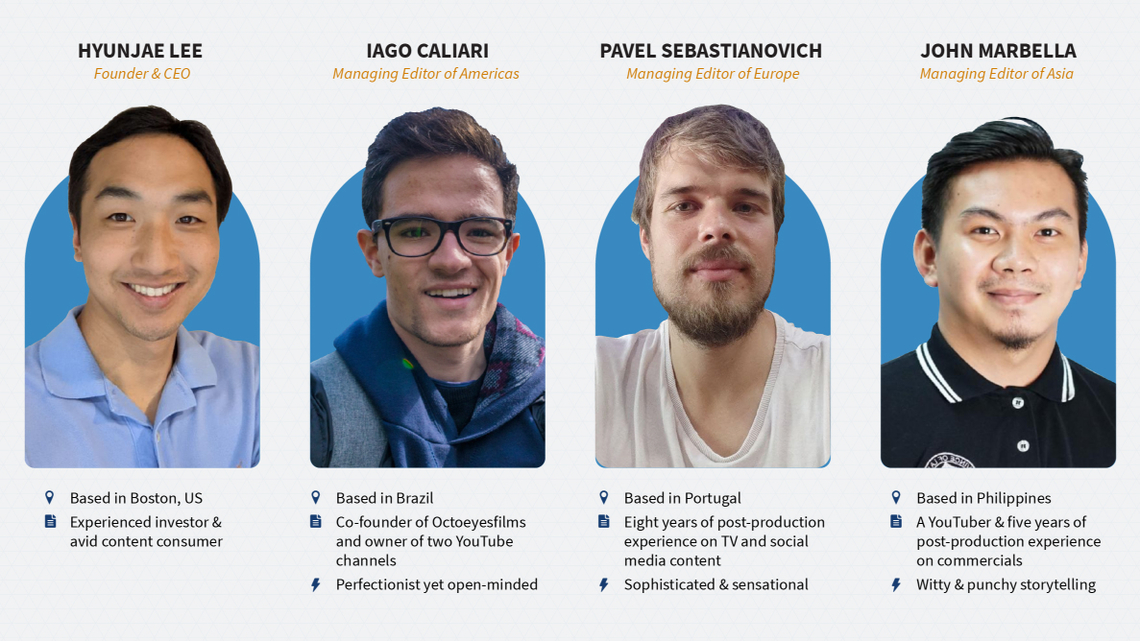 HYUNJAE LEE
Founder & CEO
Based in Boston, US
Experienced investor &
avid content consumer
IAGO CALIARI
Managing Editor of Americas
Based in Brazil
Co-founder of Octoeyesfilms
and owner of two YouTube
channels
Perfectionist yet open-minded
PAVEL SEBASTIANOVICH
Managing Editor of Europe
Based in Portugal
Eight years of post-production
experience on TV and social
media content
Sophisticated & sensational
JOHN MARBELLA
Managing Editor of Asia
Based in Philippines
A YouTuber & five years of
post-production experience
on commercials
Witty & punchy storytelling